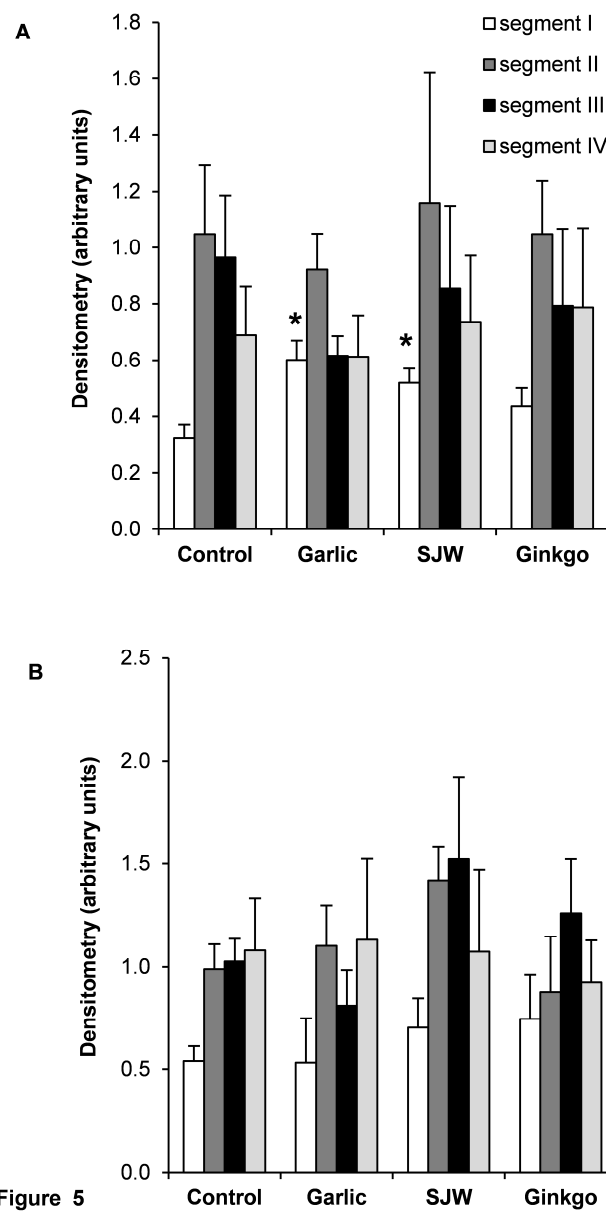 A
1.8
segment I
1.6
segment II
1.4
segment III
1.2
segment IV
1.0
0.8
*
*
0.6
0.4
0.2
0.0
Densitometry (arbitrary units)
Control Garlic SJW Ginkgo
B
2.5
2.0
1.5
1.0
0.5
0.0
Densitometry (arbitrary units)
Control Garlic SJW Ginkgo
Figure 5